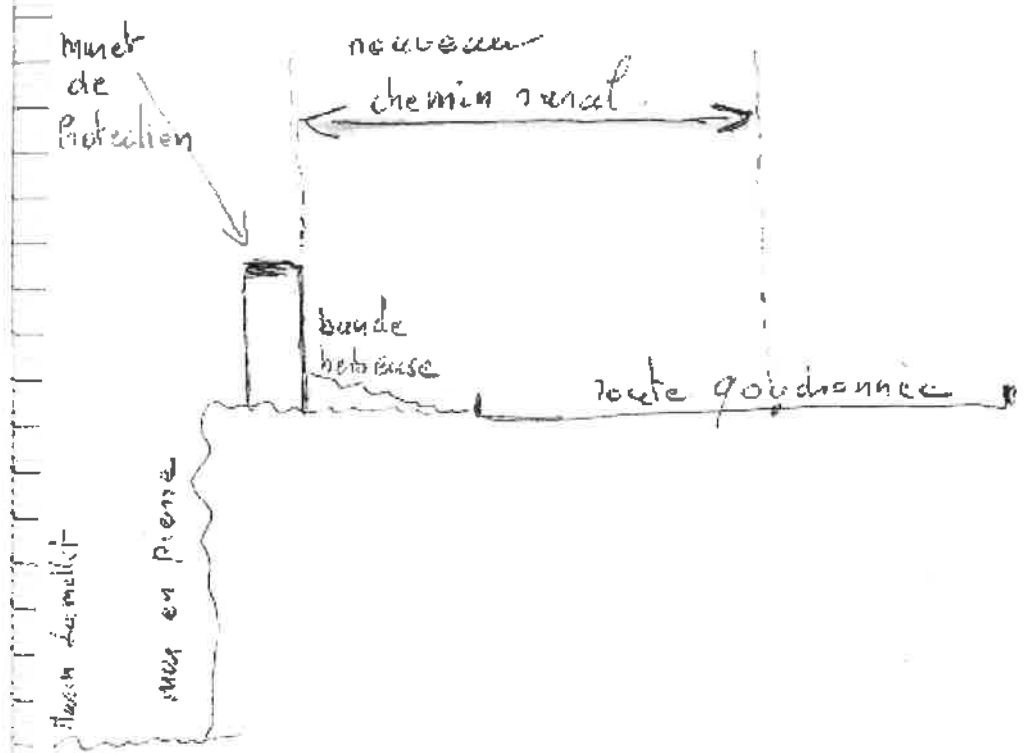 muret
de
Protection
nouveau
chemin rural
bande
herbeuse
route goudronnée
mur en pierre